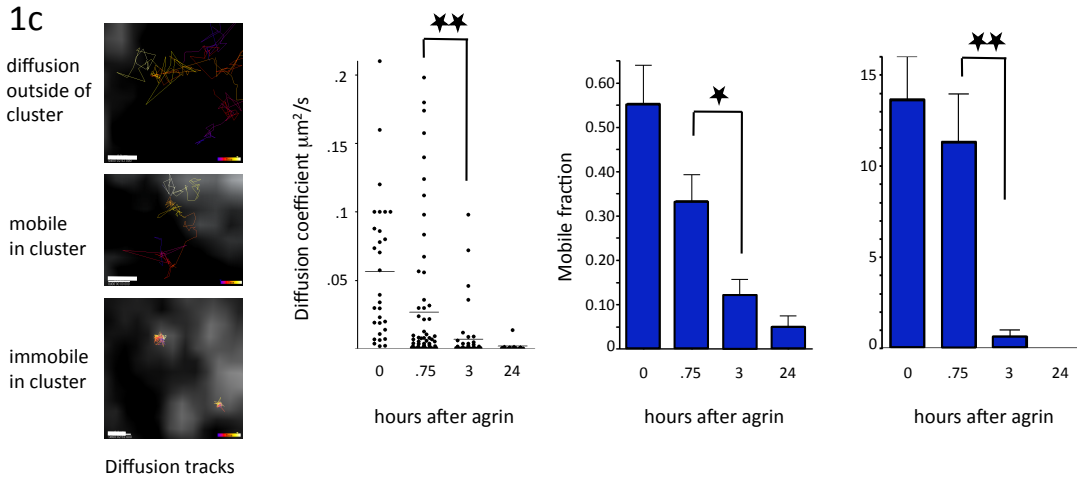 1c
diffusion
outside of
cluster
mobile
in cluster
immobile
in cluster
Diffusion tracks
Diffusion coefficient μm²/s
.2
.15
.1
.05
0 .75 3 24
hours after agrin
Mobile fraction
0.60
0.50
0.40
0.30
0.20
0.10
0
0 .75 3 24
hours after agrin
15
10
5
0
0 .75 3 24
hours after agrin